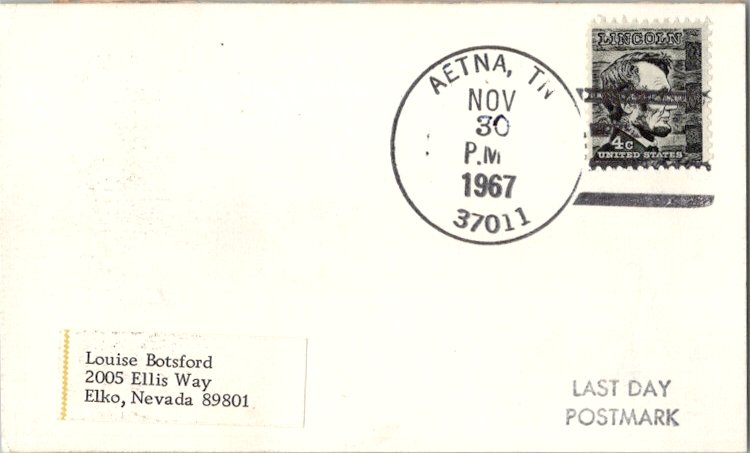 LINCOLN
4c
UNITED STATES
AETNA, TN
NOV
30
P.M
1967
37011
Louise Botsford
2005 Ellis Way
Elko, Nevada 89801
LAST DAY
POSTMARK